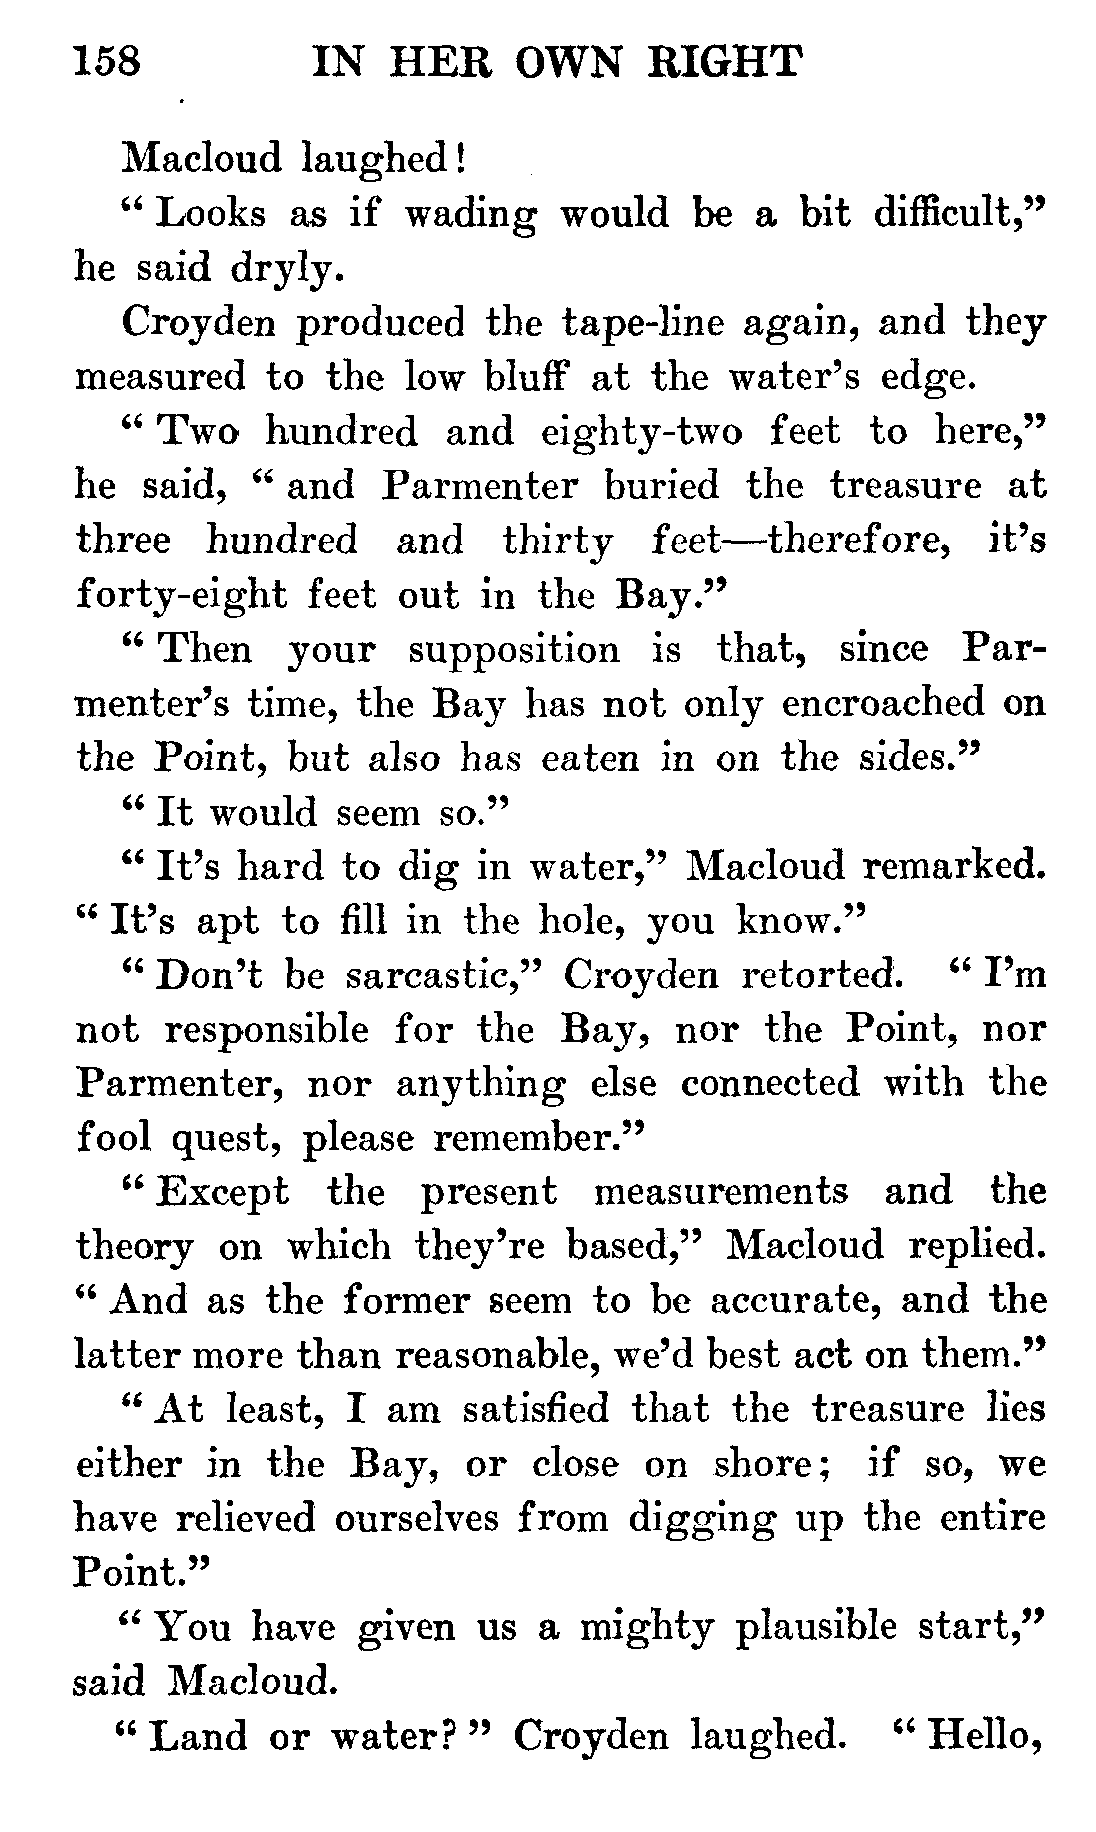 158 IN HER OWN RIGHT
Macloud laughed!
“ Looks as if wading would be a bit difficult,”
he said dryly.
Croyden produced the tape-line again, and they
measured to the low bluff at the water’s edge.
“ Two hundred and eighty-two feet to here,”
he said, “ and Parmenter buried the treasure at
three hundred and thirty feet—therefore, it’s
forty-eight feet out in the Bay.”
“ Then your supposition is that, since Par-
menter’s time, the Bay has not only encroached on
the Point, but also has eaten in on the sides.”
“ It would seem so.”
“ It’s hard to dig in water,” Macloud remarked.
“ It’s apt to fill in the hole, you know.”
“ Don’t be sarcastic,” Croyden retorted. “ I’m
not responsible for the Bay, nor the Point, nor
Parmenter, nor anything else connected with the
fool quest, please remember.”
“ Except the present measurements and the
theory on which they’re based,” Macloud replied.
“ And as the former seem to be accurate, and the
latter more than reasonable, we’d best act on them.”
“ At least, I am satisfied that the treasure lies
either in the Bay, or close on shore; if so, we
have relieved ourselves from digging up the entire
Point.”
“ You have given us a mighty plausible start,”
said Macloud.
“ Land or water? ” Croyden laughed. “ Hello,